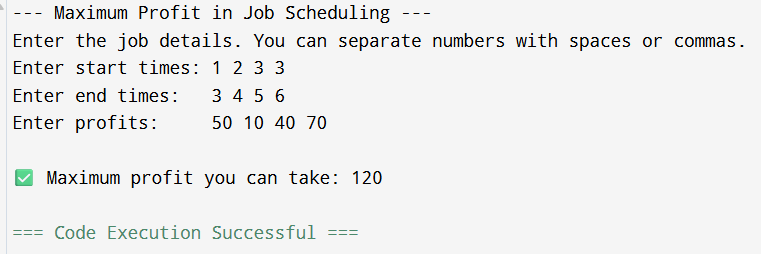 --- Maximum Profit in Job Scheduling ---
Enter the job details. You can separate numbers with spaces or commas.
Enter start times: 1 2 3 3
Enter end times:   3 4 5 6
Enter profits:     50 10 40 70
✅ Maximum profit you can take: 120
=== Code Execution Successful ===